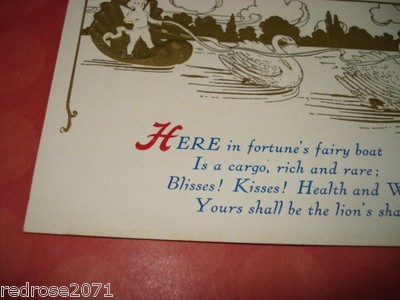 HERE in fortune's fairy boat
Is a cargo, rich and rare;
Blisses! Kisses! Health and
Yours shall be the lion's
redrose2071